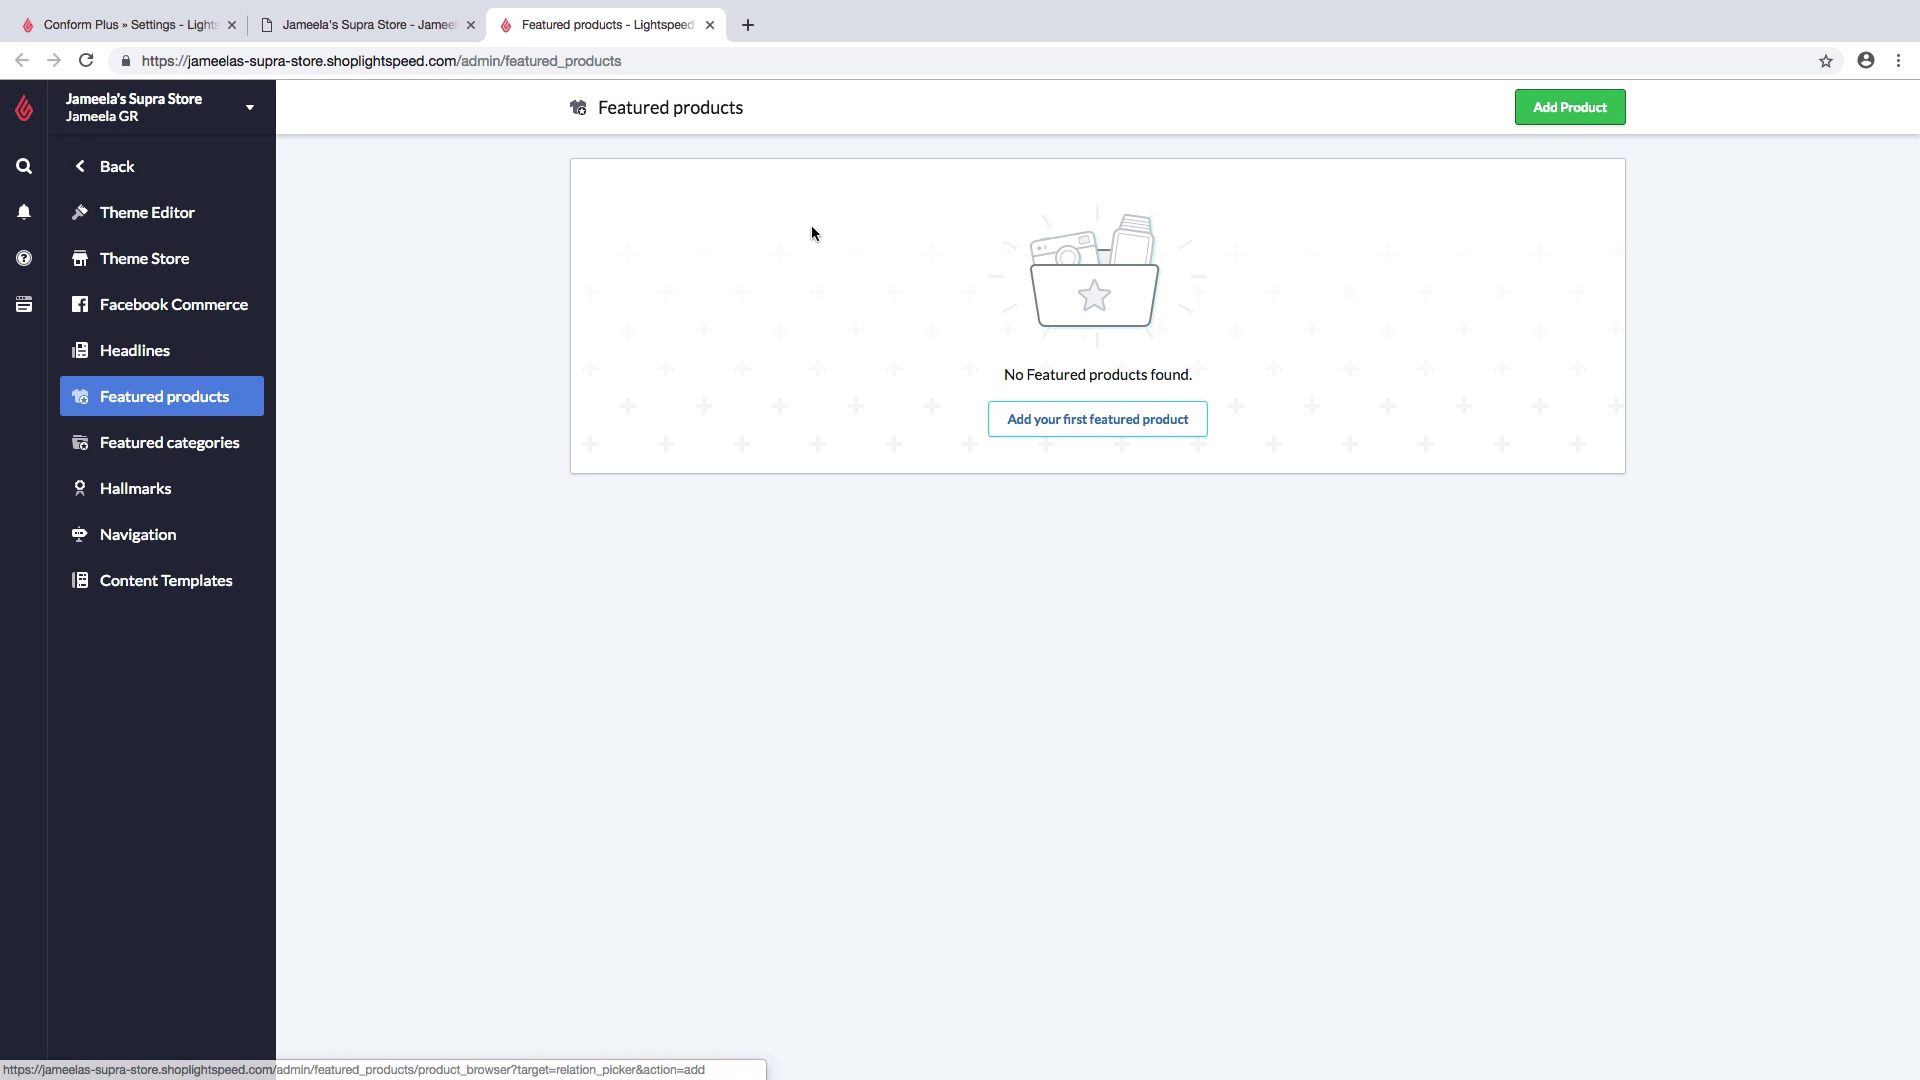 Conform Plus » Settings - Lights
Jameela's Supra Store - Jameel
Featured products - Lightspeed
https://jameelas-supra-store.shoplightspeed.com/admin/featured_products
Jameela's Supra Store
Jameela GR
Featured products
Add Product
Back
Theme Editor
Theme Store
Facebook Commerce
Headlines
Featured products
Featured categories
Hallmarks
Navigation
Content Templates
No Featured products found.
Add your first featured product
https://jameelas-supra-store.shoplightspeed.com/admin/featured_products/product_browser?target=relation_picker&action=add